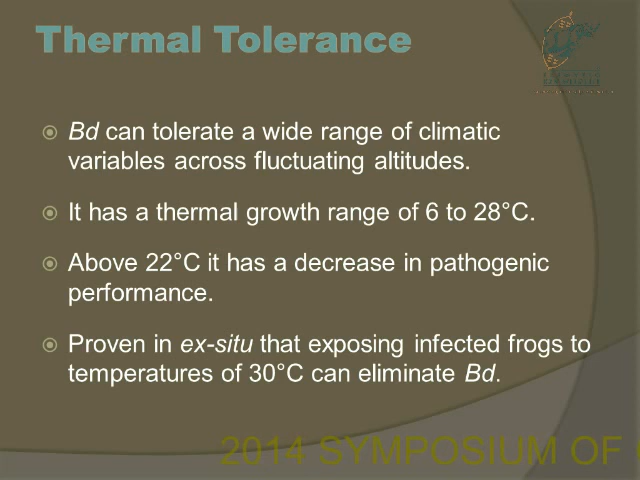 Thermal Tolerance
Bd can tolerate a wide range of climatic
variables across fluctuating altitudes.
It has a thermal growth range of 6 to 28°C.
Above 22°C it has a decrease in pathogenic
performance.
Proven in ex-situ that exposing infected frogs to
temperatures of 30°C can eliminate Bd.
2014 SYMPOSIUM OF